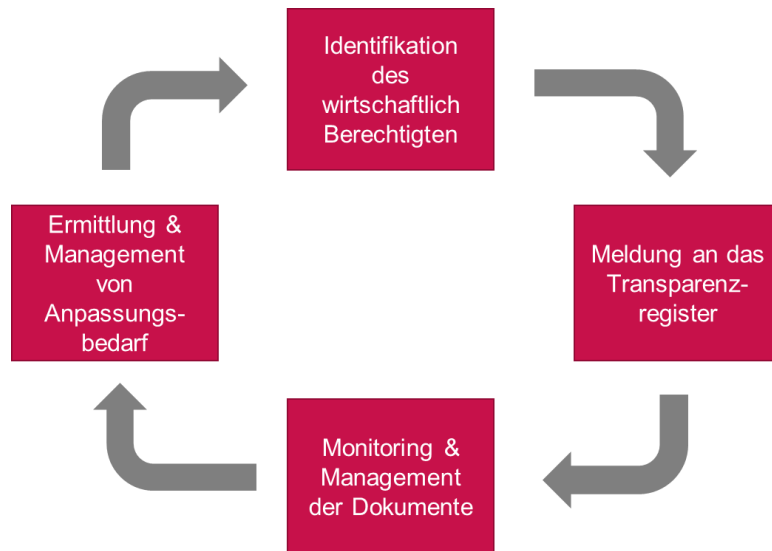 Identifikation
des
wirtschaftlich
Berechtigten
Meldung an das
Transparenz-
register
Monitoring &
Management
der Dokumente
Ermittlung &
Management
von
Anpassungs-
bedarf